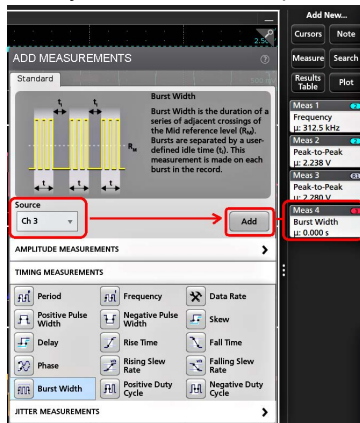 Add New...
2.50
Cursors Note
ADD MEASUREMENTS
Standard
Measure Search
Results Table Plot
Burst Width
Burst Width is the duration of a
series of adjacent crossings of
the Mid reference level (RM).
Bursts are separated by a user-
defined idle time (tI). This
measurement is made on each
burst in the record.
tI tI
RM
t t t
Meas 1 2
Frequency
µ: 312.5 kHz
Meas 2 2
Peak-to-Peak
µ: 2.238 V
Meas 3
Peak-to-Peak
µ: 2.280 V
Meas 4
Burst Width
µ: 0.000 s
Source
Ch 3
Add
AMPLITUDE MEASUREMENTS
TIMING MEASUREMENTS
Period Frequency Data Rate
Positive Pulse Width Negative Pulse Width Skew
Delay Rise Time Fall Time
Phase Rising Slew Rate Falling Slew Rate
Burst Width Positive Duty Cycle Negative Duty Cycle
JITTER MEASUREMENTS